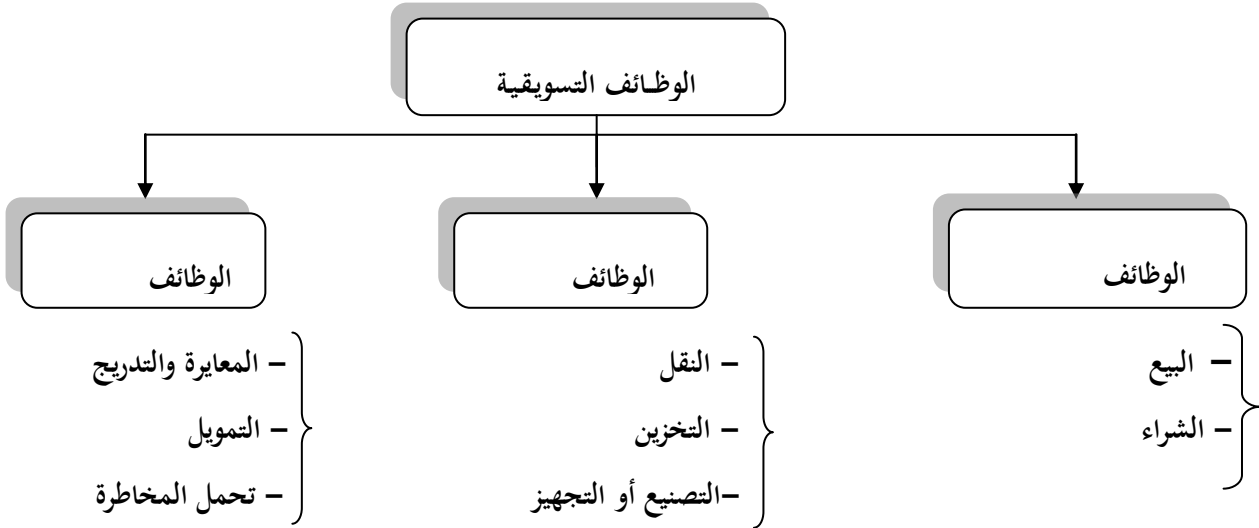 الوظائف التسويقية
الوظائف
– البيع
– الشراء
الوظائف
– النقل
– التخزين
–التصنيع أو التجهيز
الوظائف
– المعايرة والتدريج
– التمويل
– تحمل المخاطرة